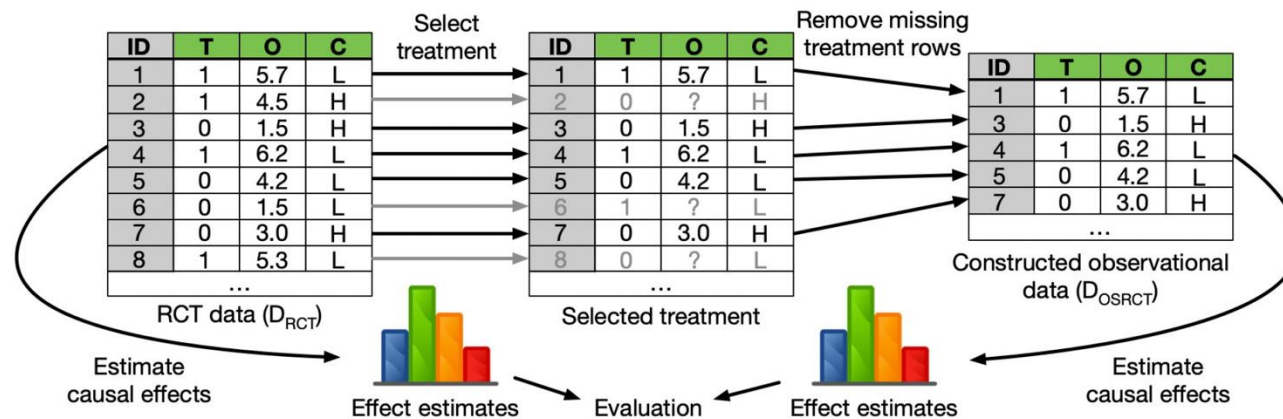 Select
treatment
Remove missing
treatment rows
ID T O C
1 1 5.7 L
2 1 4.5 H
3 0 1.5 H
4 1 6.2 L
5 0 4.2 L
6 0 1.5 L
7 0 3.0 H
8 1 5.3 L
...
RCT data (D_RCT)
ID T O C
1 1 5.7 L
2 0 ? H
3 0 1.5 H
4 1 6.2 L
5 0 4.2 L
6 1 ? L
7 0 3.0 H
8 0 ? L
...
Selected treatment
ID T O C
1 1 5.7 L
3 0 1.5 H
4 1 6.2 L
5 0 4.2 L
7 0 3.0 H
...
Constructed observational
data (D_OSRCT)
Estimate
causal effects
Effect estimates
Evaluation
Effect estimates
Estimate
causal effects